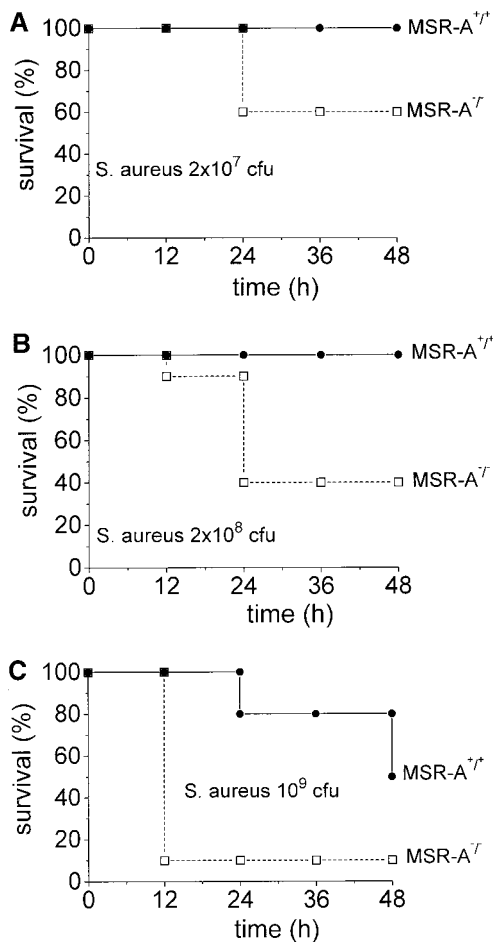 A
survival (%)
100
80
60
40
20
0
MSR-A+/+
MSR-A-/-
S. aureus 2x10⁷ cfu
0 12 24 36 48
time (h)
B
survival (%)
100
80
60
40
20
0
MSR-A+/+
MSR-A-/-
S. aureus 2x10⁸ cfu
0 12 24 36 48
time (h)
C
survival (%)
100
80
60
40
20
0
MSR-A+/+
S. aureus 10⁹ cfu
MSR-A-/-
0 12 24 36 48
time (h)